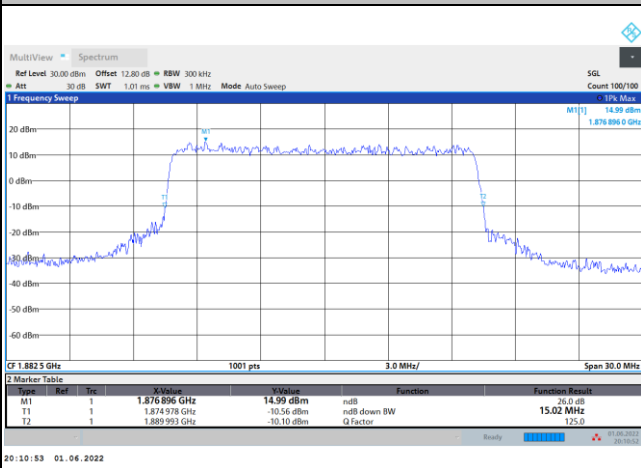 MultiView Spectrum
Ref Level 30.00 dBm Offset 12.80 dB RBW 300 kHz SGL
Att 30 dB SWT 1.01 ms VBW 1 MHz Mode Auto Sweep Count 100/100
1 Frequency Sweep 1Pk Max
M1[1] 14.99 dBm
1.876 896 0 GHz
M1
20 dBm
10 dBm
0 dBm
T1 T2
-10 dBm
-20 dBm
-30 dBm
-40 dBm
-50 dBm
-60 dBm
CF 1.882 5 GHz 1001 pts 3.0 MHz/ Span 30.0 MHz
2 Marker Table
Type Ref Trc X-Value Y-Value Function Function Result
M1 1 1.876 896 GHz 14.99 dBm ndB 26.0 dB
T1 1 1.874 978 GHz -10.56 dBm ndB down BW 15.02 MHz
T2 1 1.889 993 GHz -10.10 dBm Q Factor 125.0
Ready 01.06.2022
20:10:52
20:10:53 01.06.2022